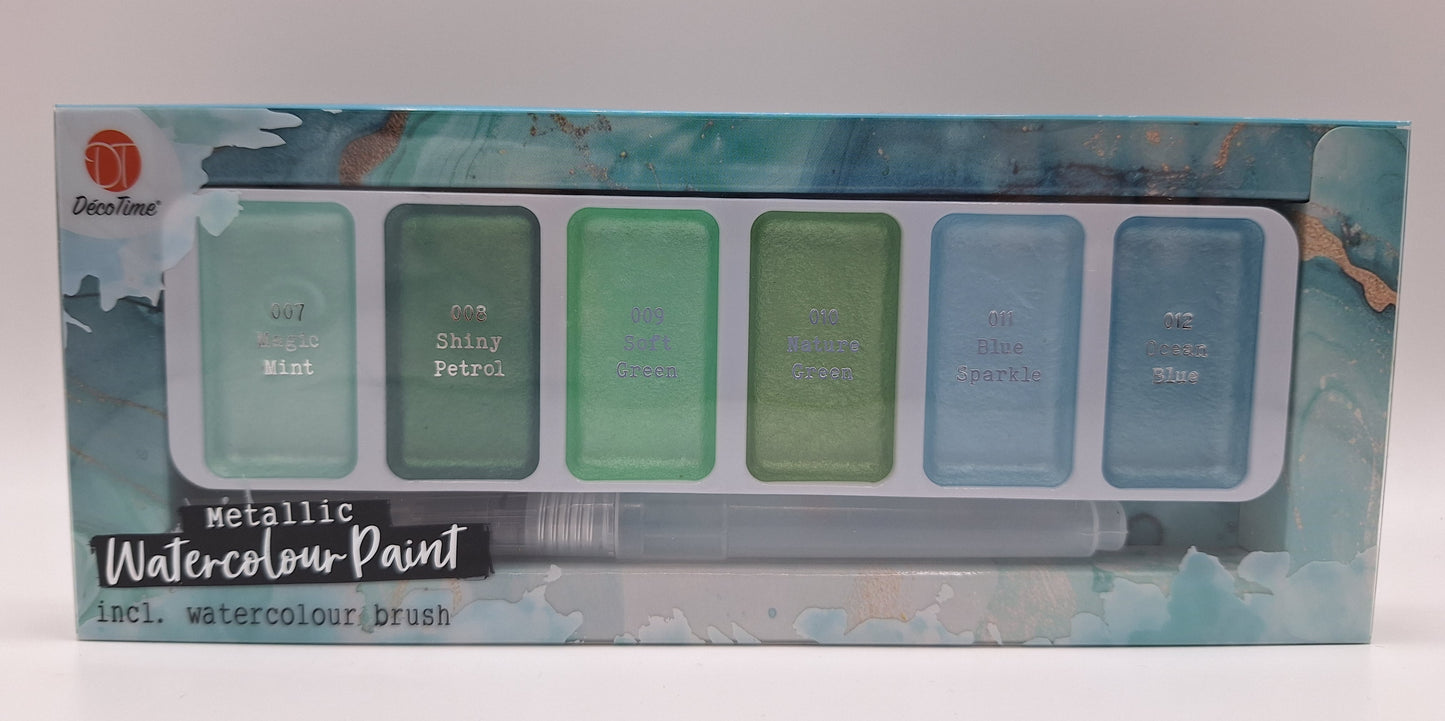 DT
DécoTime®
007
Magic
Mint
008
Shiny
Petrol
009
Soft
Green
010
Nature
Green
011
Blue
Sparkle
012
Ocean
Blue
Metallic
Watercolour Paint
incl. watercolour brush